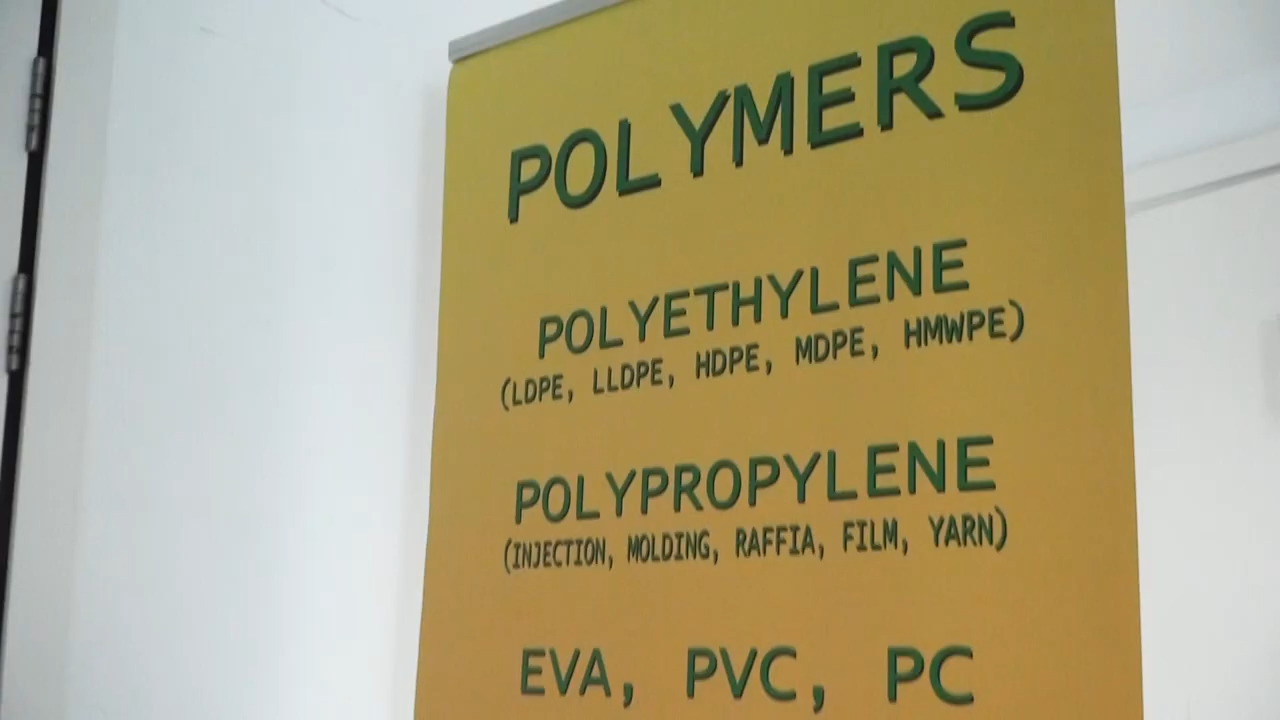 POLYMERS
POLYETHYLENE
(LDPE, LLDPE, HDPE, MDPE, HMWPE)
POLYPROPYLENE
(INJECTION, MOLDING, RAFFIA, FILM, YARN)
EVA, PVC, PC